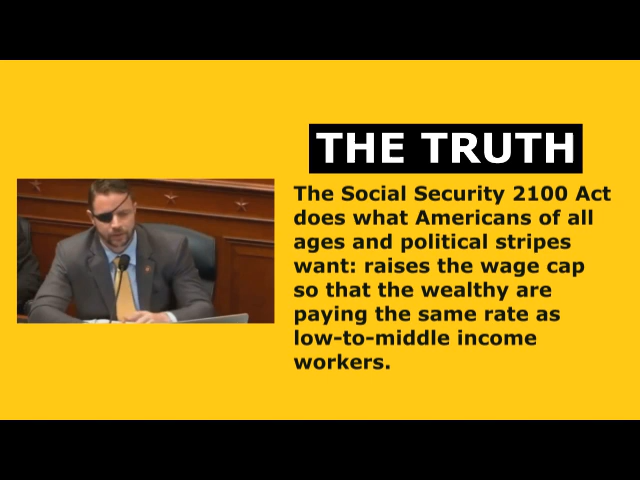 THE TRUTH
The Social Security 2100 Act
does what Americans of all
ages and political stripes
want: raises the wage cap
so that the wealthy are
paying the same rate as
low-to-middle income
workers.